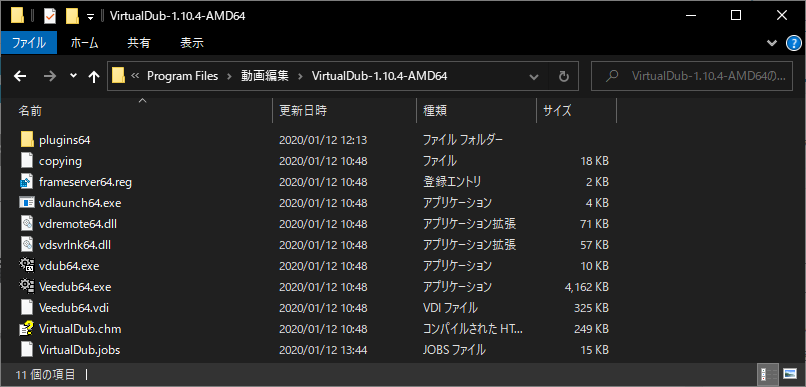 VirtualDub-1.10.4-AMD64
ファイル ホーム 共有 表示
Program Files 動画編集 VirtualDub-1.10.4-AMD64 VirtualDub-1.10.4-AMD64の...
名前 更新日時 種類 サイズ
plugins64 2020/01/12 12:13 ファイル フォルダー
copying 2020/01/12 10:48 ファイル 18 KB
frameserver64.reg 2020/01/12 10:48 登録エントリ 2 KB
vdlaunch64.exe 2020/01/12 10:48 アプリケーション 4 KB
vdremote64.dll 2020/01/12 10:48 アプリケーション拡張 71 KB
vdsvrlnk64.dll 2020/01/12 10:48 アプリケーション拡張 57 KB
vdub64.exe 2020/01/12 10:48 アプリケーション 10 KB
Veedub64.exe 2020/01/12 10:48 アプリケーション 4,162 KB
Veedub64.vdi 2020/01/12 10:48 VDI ファイル 325 KB
VirtualDub.chm 2020/01/12 10:48 コンパイルされた HT... 249 KB
VirtualDub.jobs 2020/01/12 13:44 JOBS ファイル 15 KB
11 個の項目